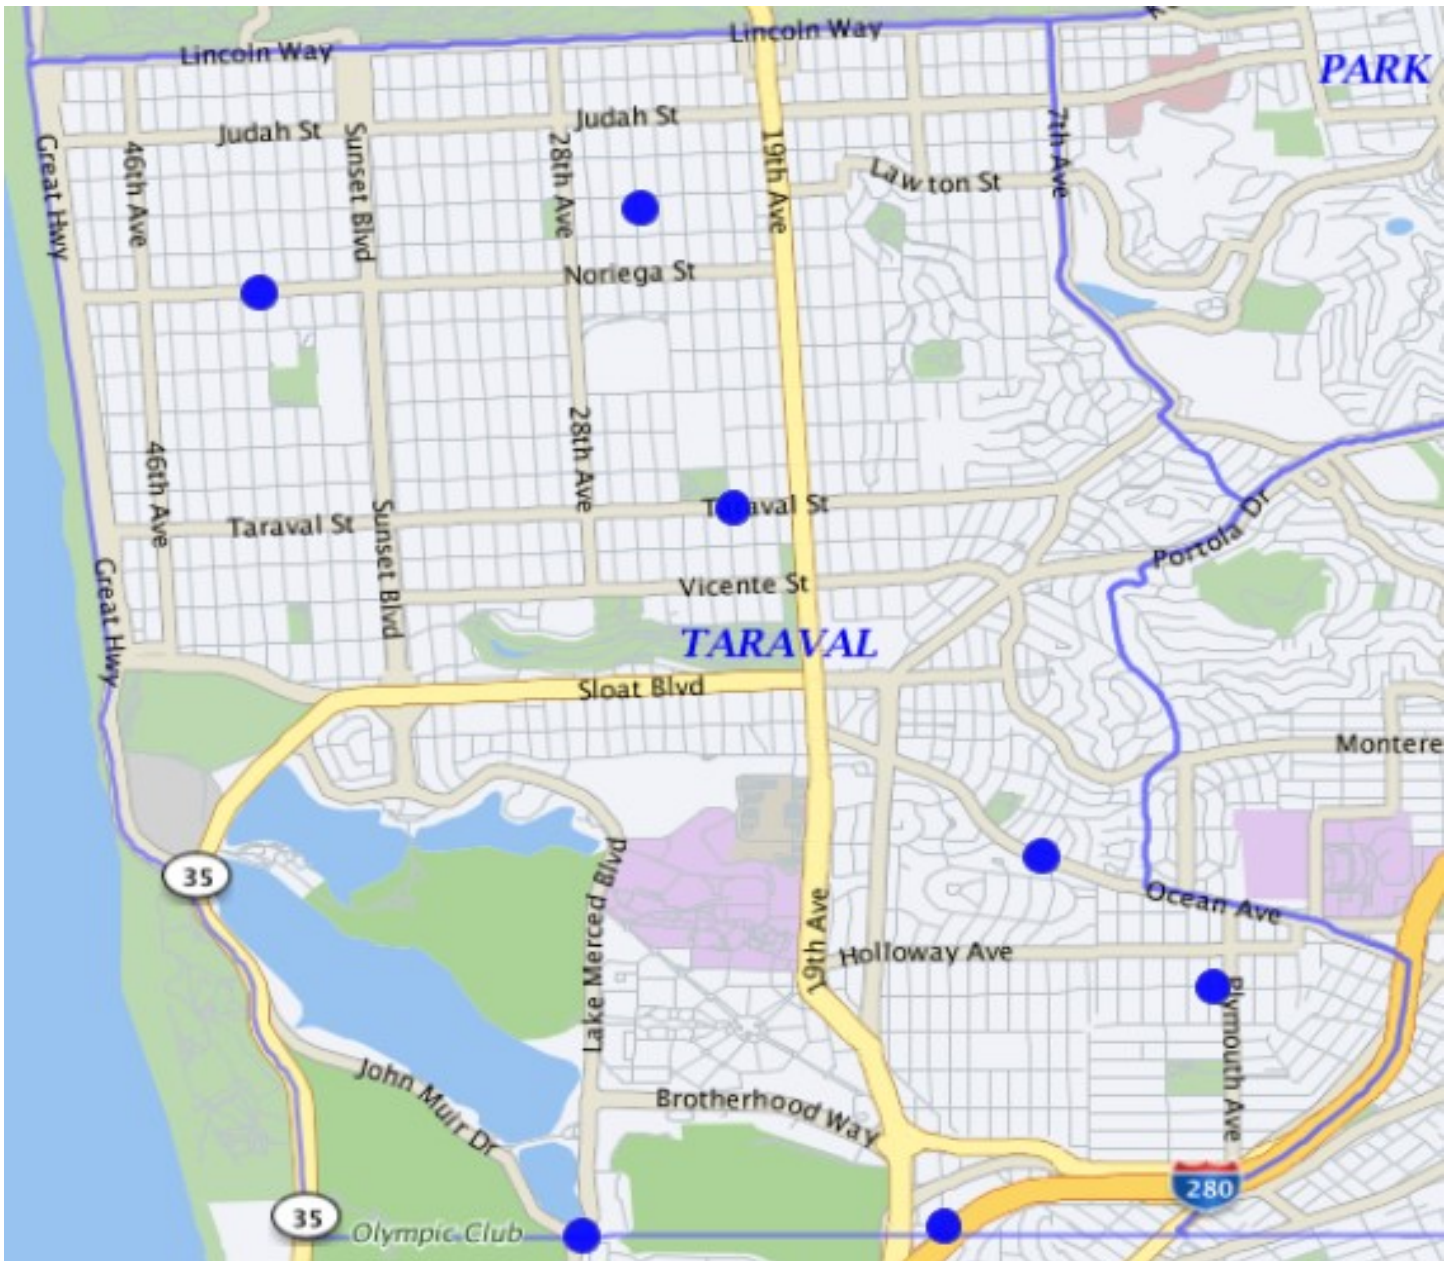 Lincoln Way
Lincoln Way
PARK
Judah St
Judah St
Great Hwy
46th Ave
Sunset Blvd
28th Ave
19th Ave
7th Ave
Lawton St
Noriega St
28th Ave
46th Ave
Sunset Blvd
Taraval St
Taraval St
Portola Dr
Great Hwy
Vicente St
TARAVAL
Sloat Blvd
Montere
35
Lake Merced Blvd
19th Ave
Ocean Ave
Holloway Ave
Plymouth Ave
John Muir Dr
Brotherhood Way
280
35
Olympic Club